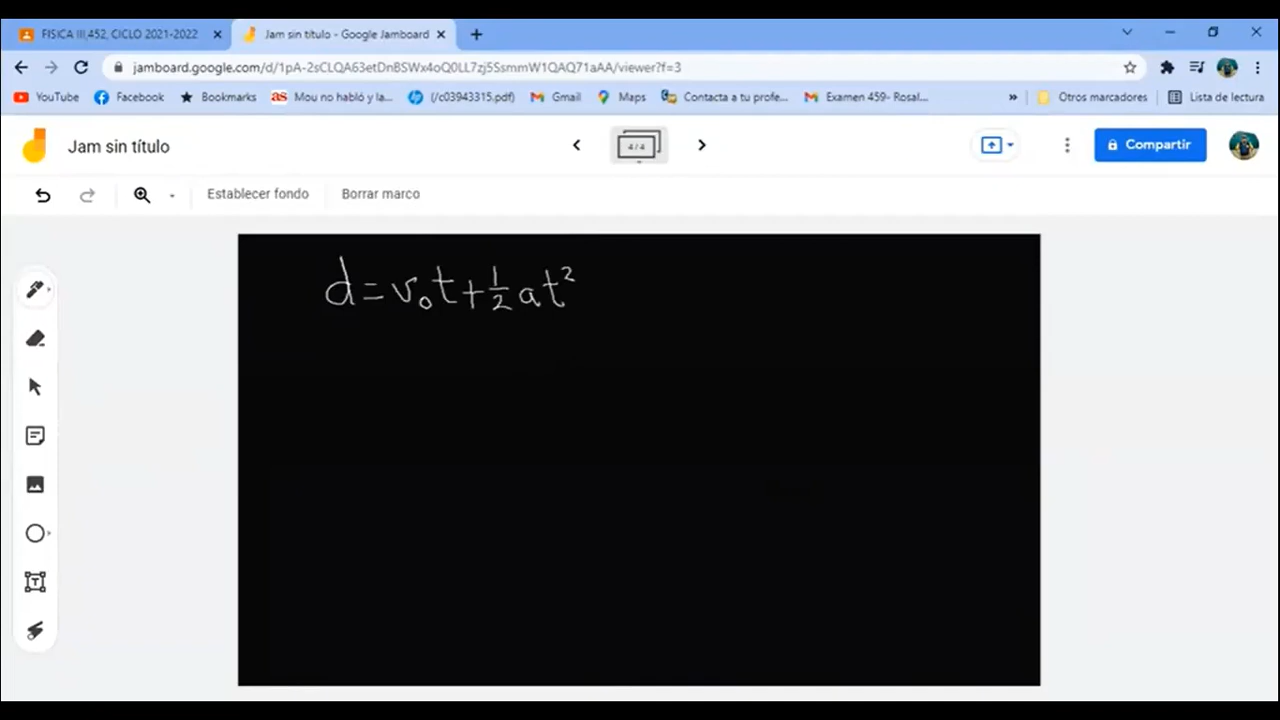 FISICA III,452, CICLO 2021-2022
Jam sin título - Google Jamboard
jamboard.google.com/d/1pA-2sCLQA63etDnBSWx4oQ0LL7zj5SsmmW1QAQ71aAA/viewer?f=3
YouTube Facebook Bookmarks as Mou no habló y la... (/c03943315.pdf) Gmail Maps Contacta a tu profe... Examen 459- Rosal... » Otros marcadores Lista de lectura
Jam sin título 4 / 4 Compartir
Establecer fondo Borrar marco
d=v₀t+½at²